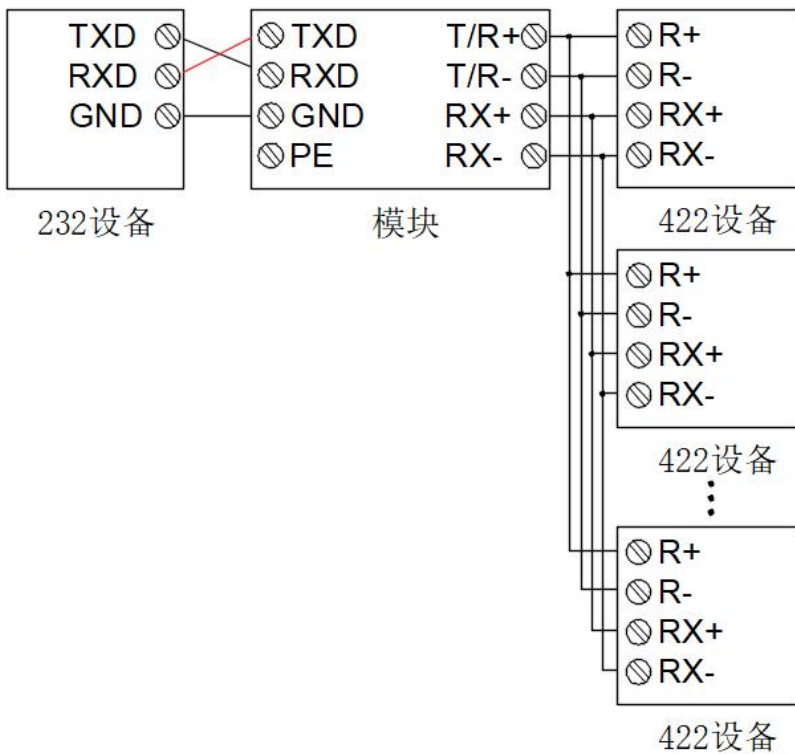 TXD
RXD
GND
232设备
TXD
RXD
GND
PE
T/R+
T/R-
RX+
RX-
模块
R+
R-
RX+
RX-
422设备
R+
R-
RX+
RX-
422设备
R+
R-
RX+
RX-
422设备